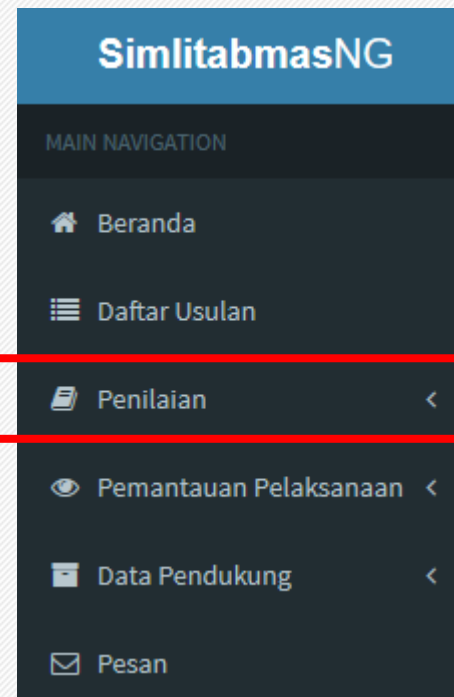 SimlitabmasNG
MAIN NAVIGATION
Beranda
Daftar Usulan
Penilaian
Pemantauan Pelaksanaan
Data Pendukung
Pesan